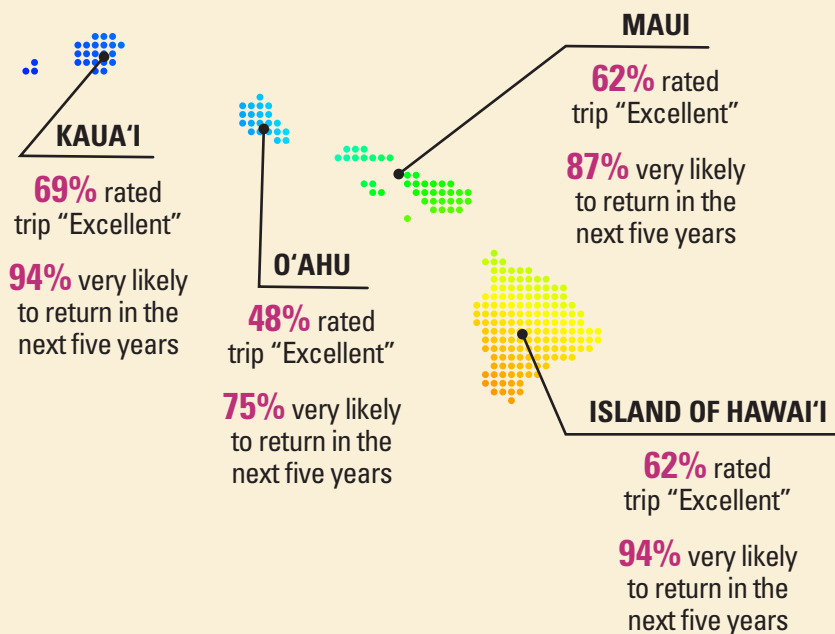 KAUA‘I
69% rated
trip “Excellent”
94% very likely
to return in the
next five years
O‘AHU
48% rated
trip “Excellent”
75% very likely
to return in the
next five years
MAUI
62% rated
trip “Excellent”
87% very likely
to return in the
next five years
ISLAND OF HAWAI‘I
62% rated
trip “Excellent”
94% very likely
to return in the
next five years